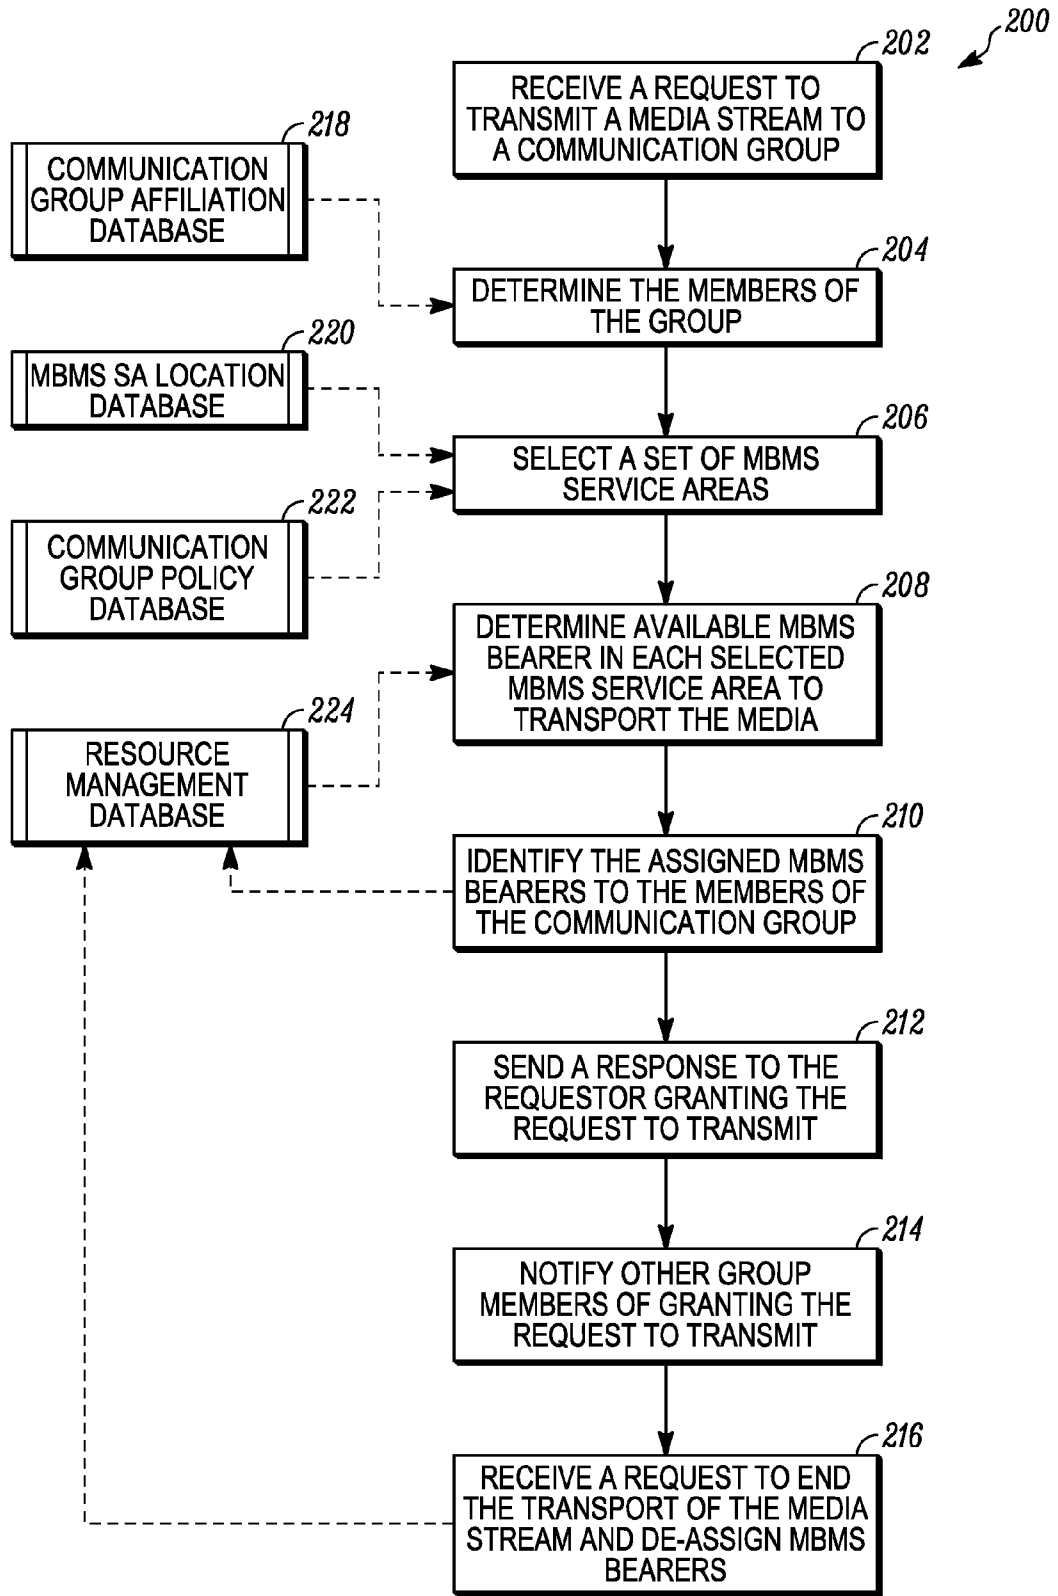 200
202
RECEIVE A REQUEST TO
TRANSMIT A MEDIA STREAM TO
A COMMUNICATION GROUP
218
COMMUNICATION
GROUP AFFILIATION
DATABASE
204
DETERMINE THE MEMBERS OF
THE GROUP
220
MBMS SA LOCATION
DATABASE
206
SELECT A SET OF MBMS
SERVICE AREAS
222
COMMUNICATION
GROUP POLICY
DATABASE
208
DETERMINE AVAILABLE MBMS
BEARER IN EACH SELECTED
MBMS SERVICE AREA TO
TRANSPORT THE MEDIA
224
RESOURCE
MANAGEMENT
DATABASE
210
IDENTIFY THE ASSIGNED MBMS
BEARERS TO THE MEMBERS OF
THE COMMUNICATION GROUP
212
SEND A RESPONSE TO THE
REQUESTOR GRANTING THE
REQUEST TO TRANSMIT
214
NOTIFY OTHER GROUP
MEMBERS OF GRANTING THE
REQUEST TO TRANSMIT
216
RECEIVE A REQUEST TO END
THE TRANSPORT OF THE MEDIA
STREAM AND DE-ASSIGN MBMS
BEARERS